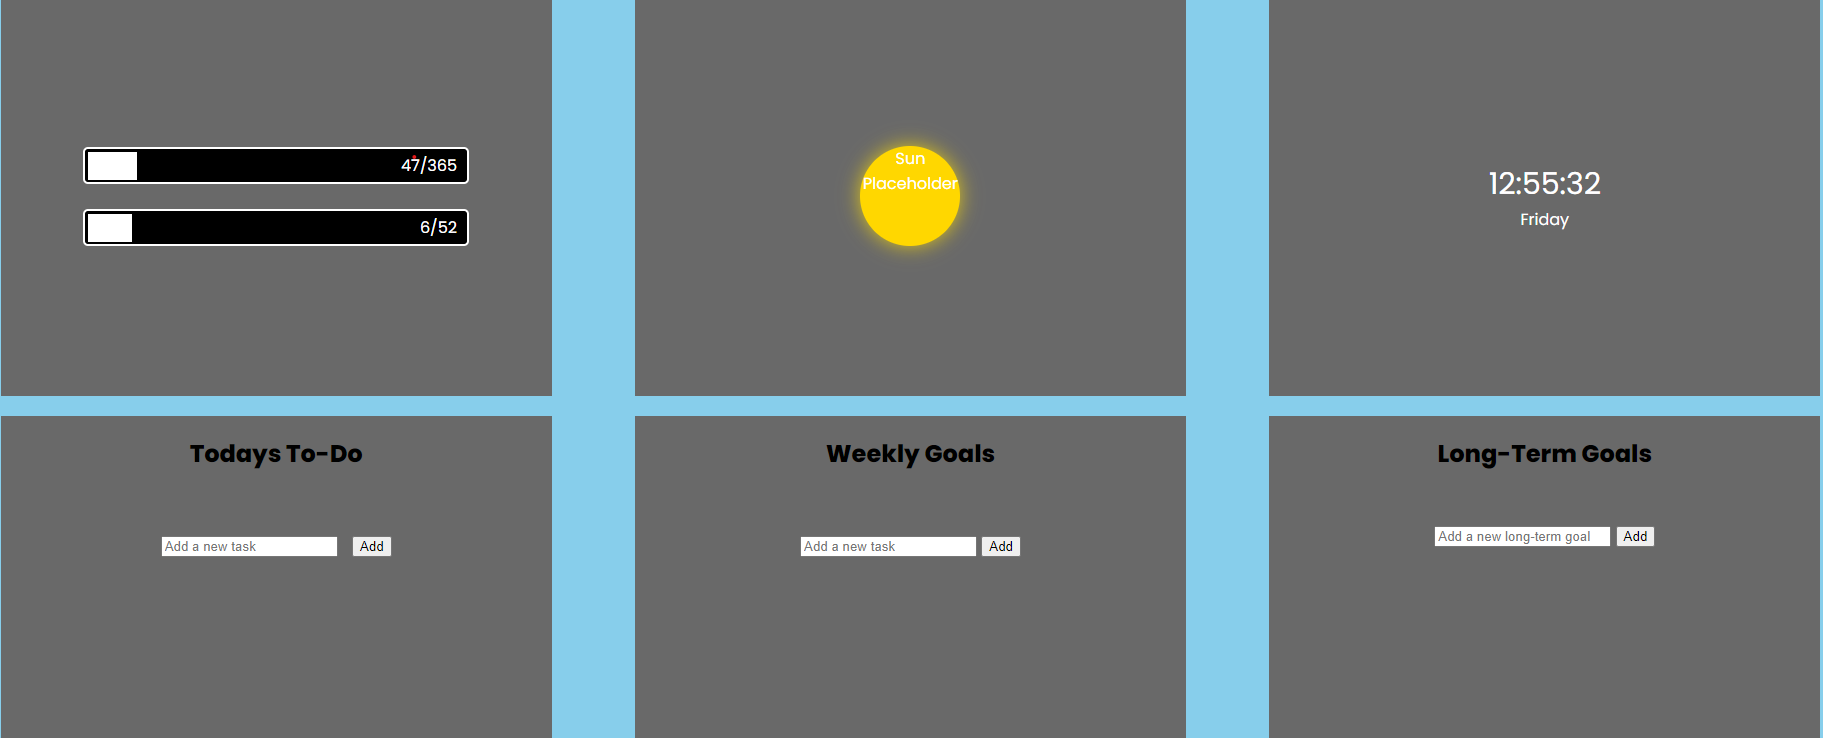 47/365
6/52
Sun
Placeholder
12:55:32
Friday
Todays To-Do
Add a new task
Add
Weekly Goals
Add a new task
Add
Long-Term Goals
Add a new long-term goal
Add